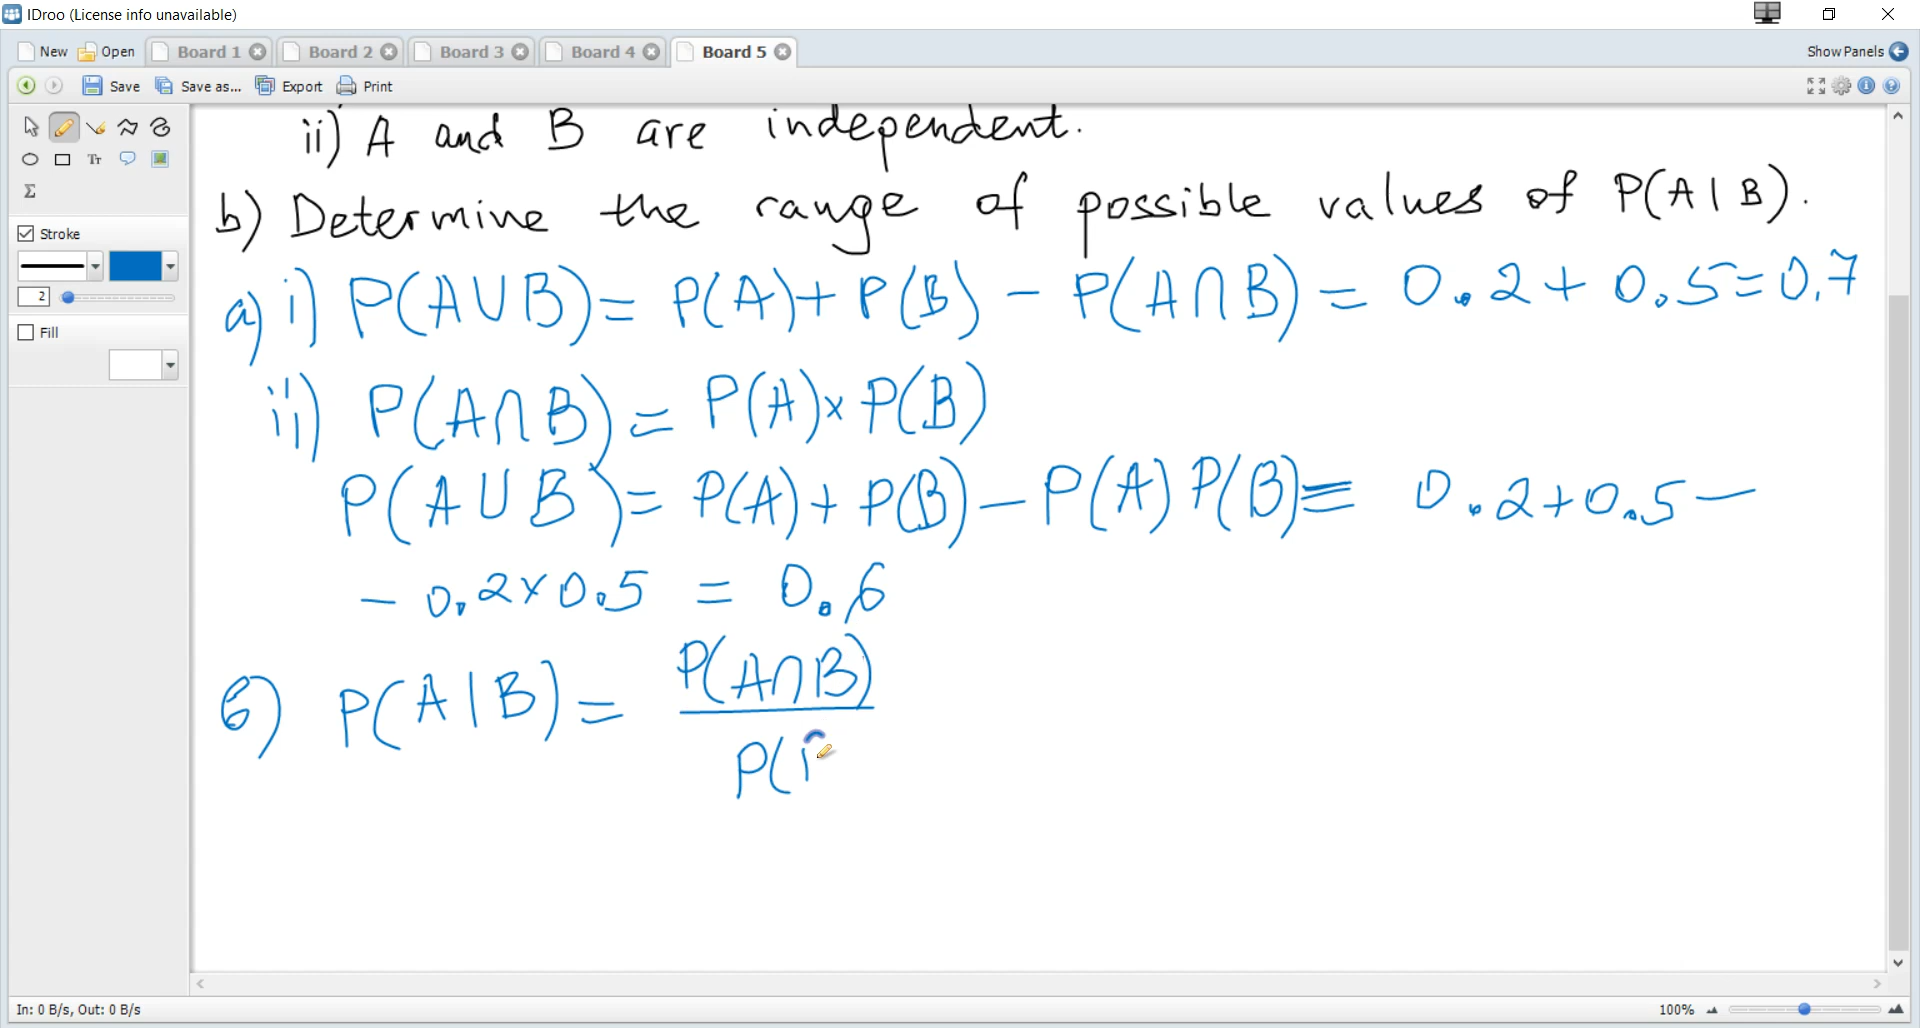 IDroo (License info unavailable)
New Open Board 1 Board 2 Board 3 Board 4 Board 5 Show Panels
Save Save as... Export Print
ii) A and B are independent.
b) Determine the range of possible values of P(A|B).
Stroke
2
Fill
a) i) P(A∪B) = P(A) + P(B) - P(A∩B) = 0.2 + 0.5 = 0.7
ii) P(A∩B) = P(A) × P(B)
P(A∪B) = P(A) + P(B) - P(A) P(B) = 0.2 + 0.5 -
- 0.2 × 0.5 = 0.6
P(A∩B)
б) P(A|B) =
P(
In: 0 B/s, Out: 0 B/s 100%